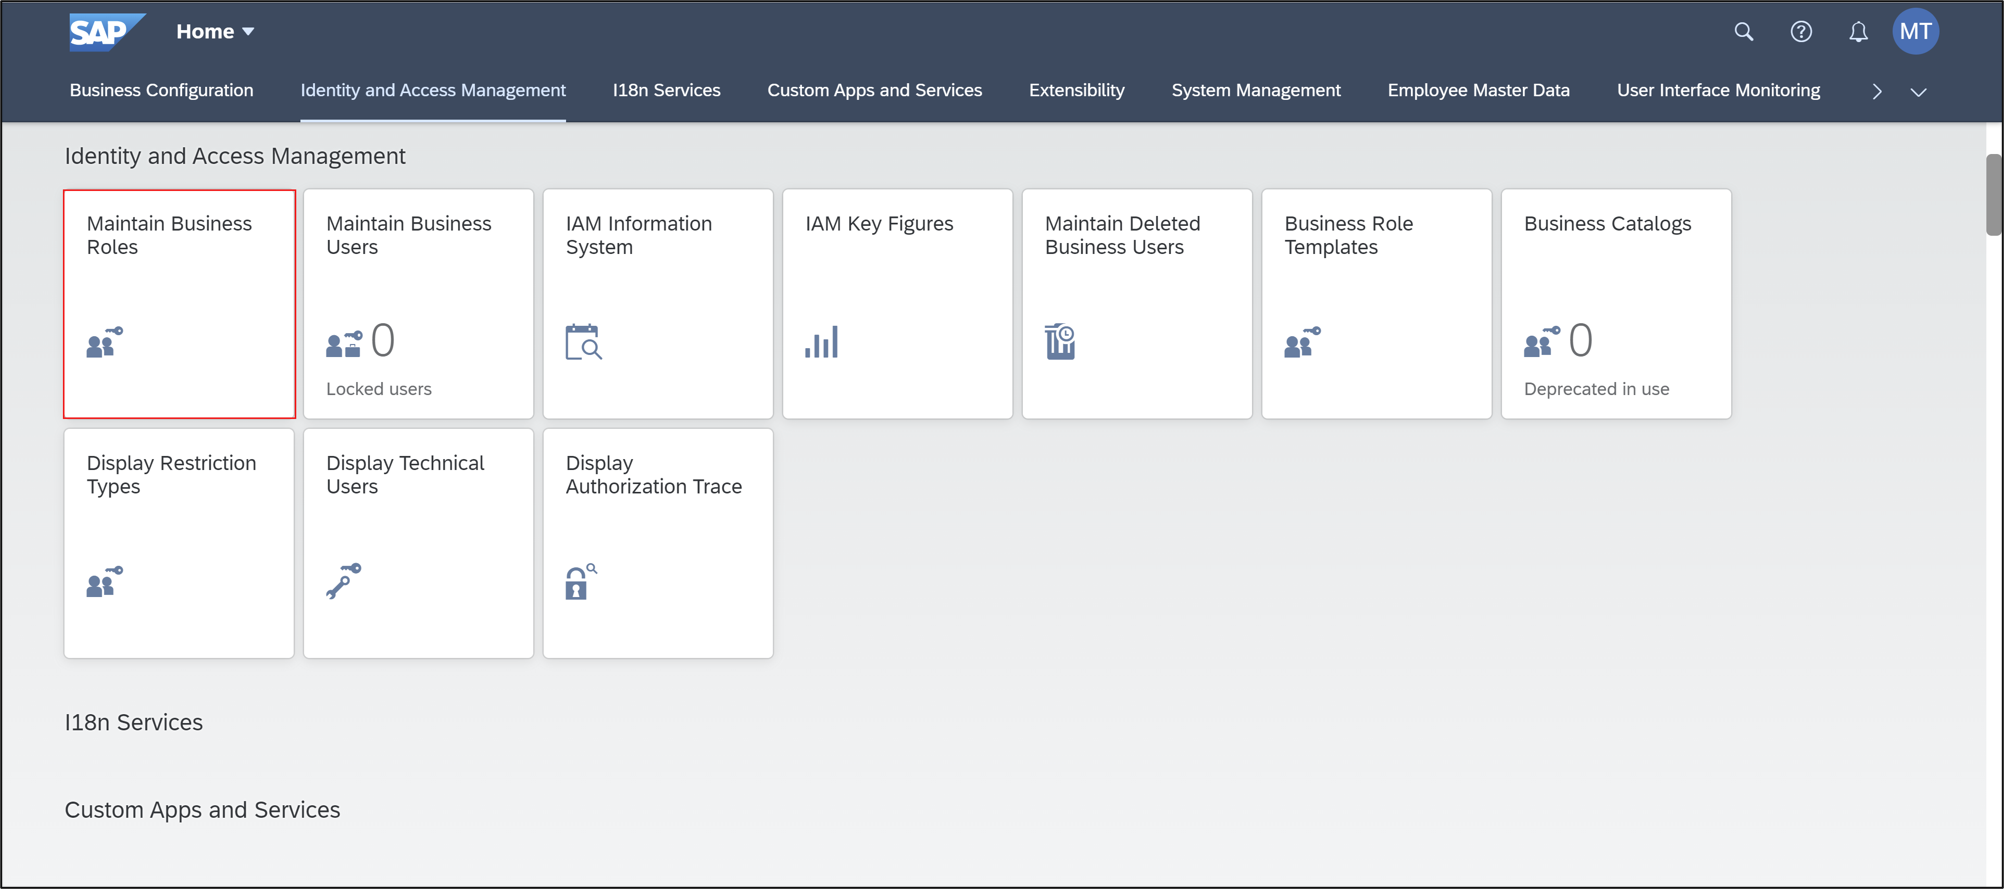 SAP Home
MT
Business Configuration Identity and Access Management I18n Services Custom Apps and Services Extensibility System Management Employee Master Data User Interface Monitoring
Identity and Access Management
Maintain Business
Roles
Maintain Business
Users
0
Locked users
IAM Information
System
IAM Key Figures
Maintain Deleted
Business Users
Business Role
Templates
Business Catalogs
0
Deprecated in use
Display Restriction
Types
Display Technical
Users
Display
Authorization Trace
I18n Services
Custom Apps and Services